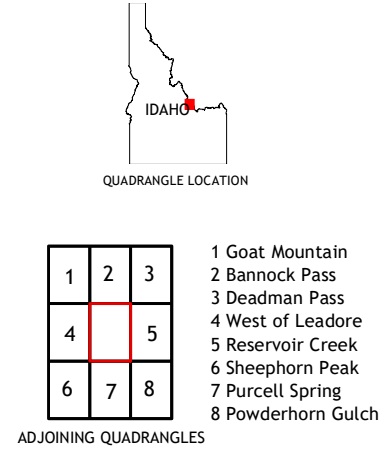 IDAHO
QUADRANGLE LOCATION
1 2 3
4 5
6 7 8
1 Goat Mountain
2 Bannock Pass
3 Deadman Pass
4 West of Leadore
5 Reservoir Creek
6 Sheephorn Peak
7 Purcell Spring
8 Powderhorn Gulch
ADJOINING QUADRANGLES